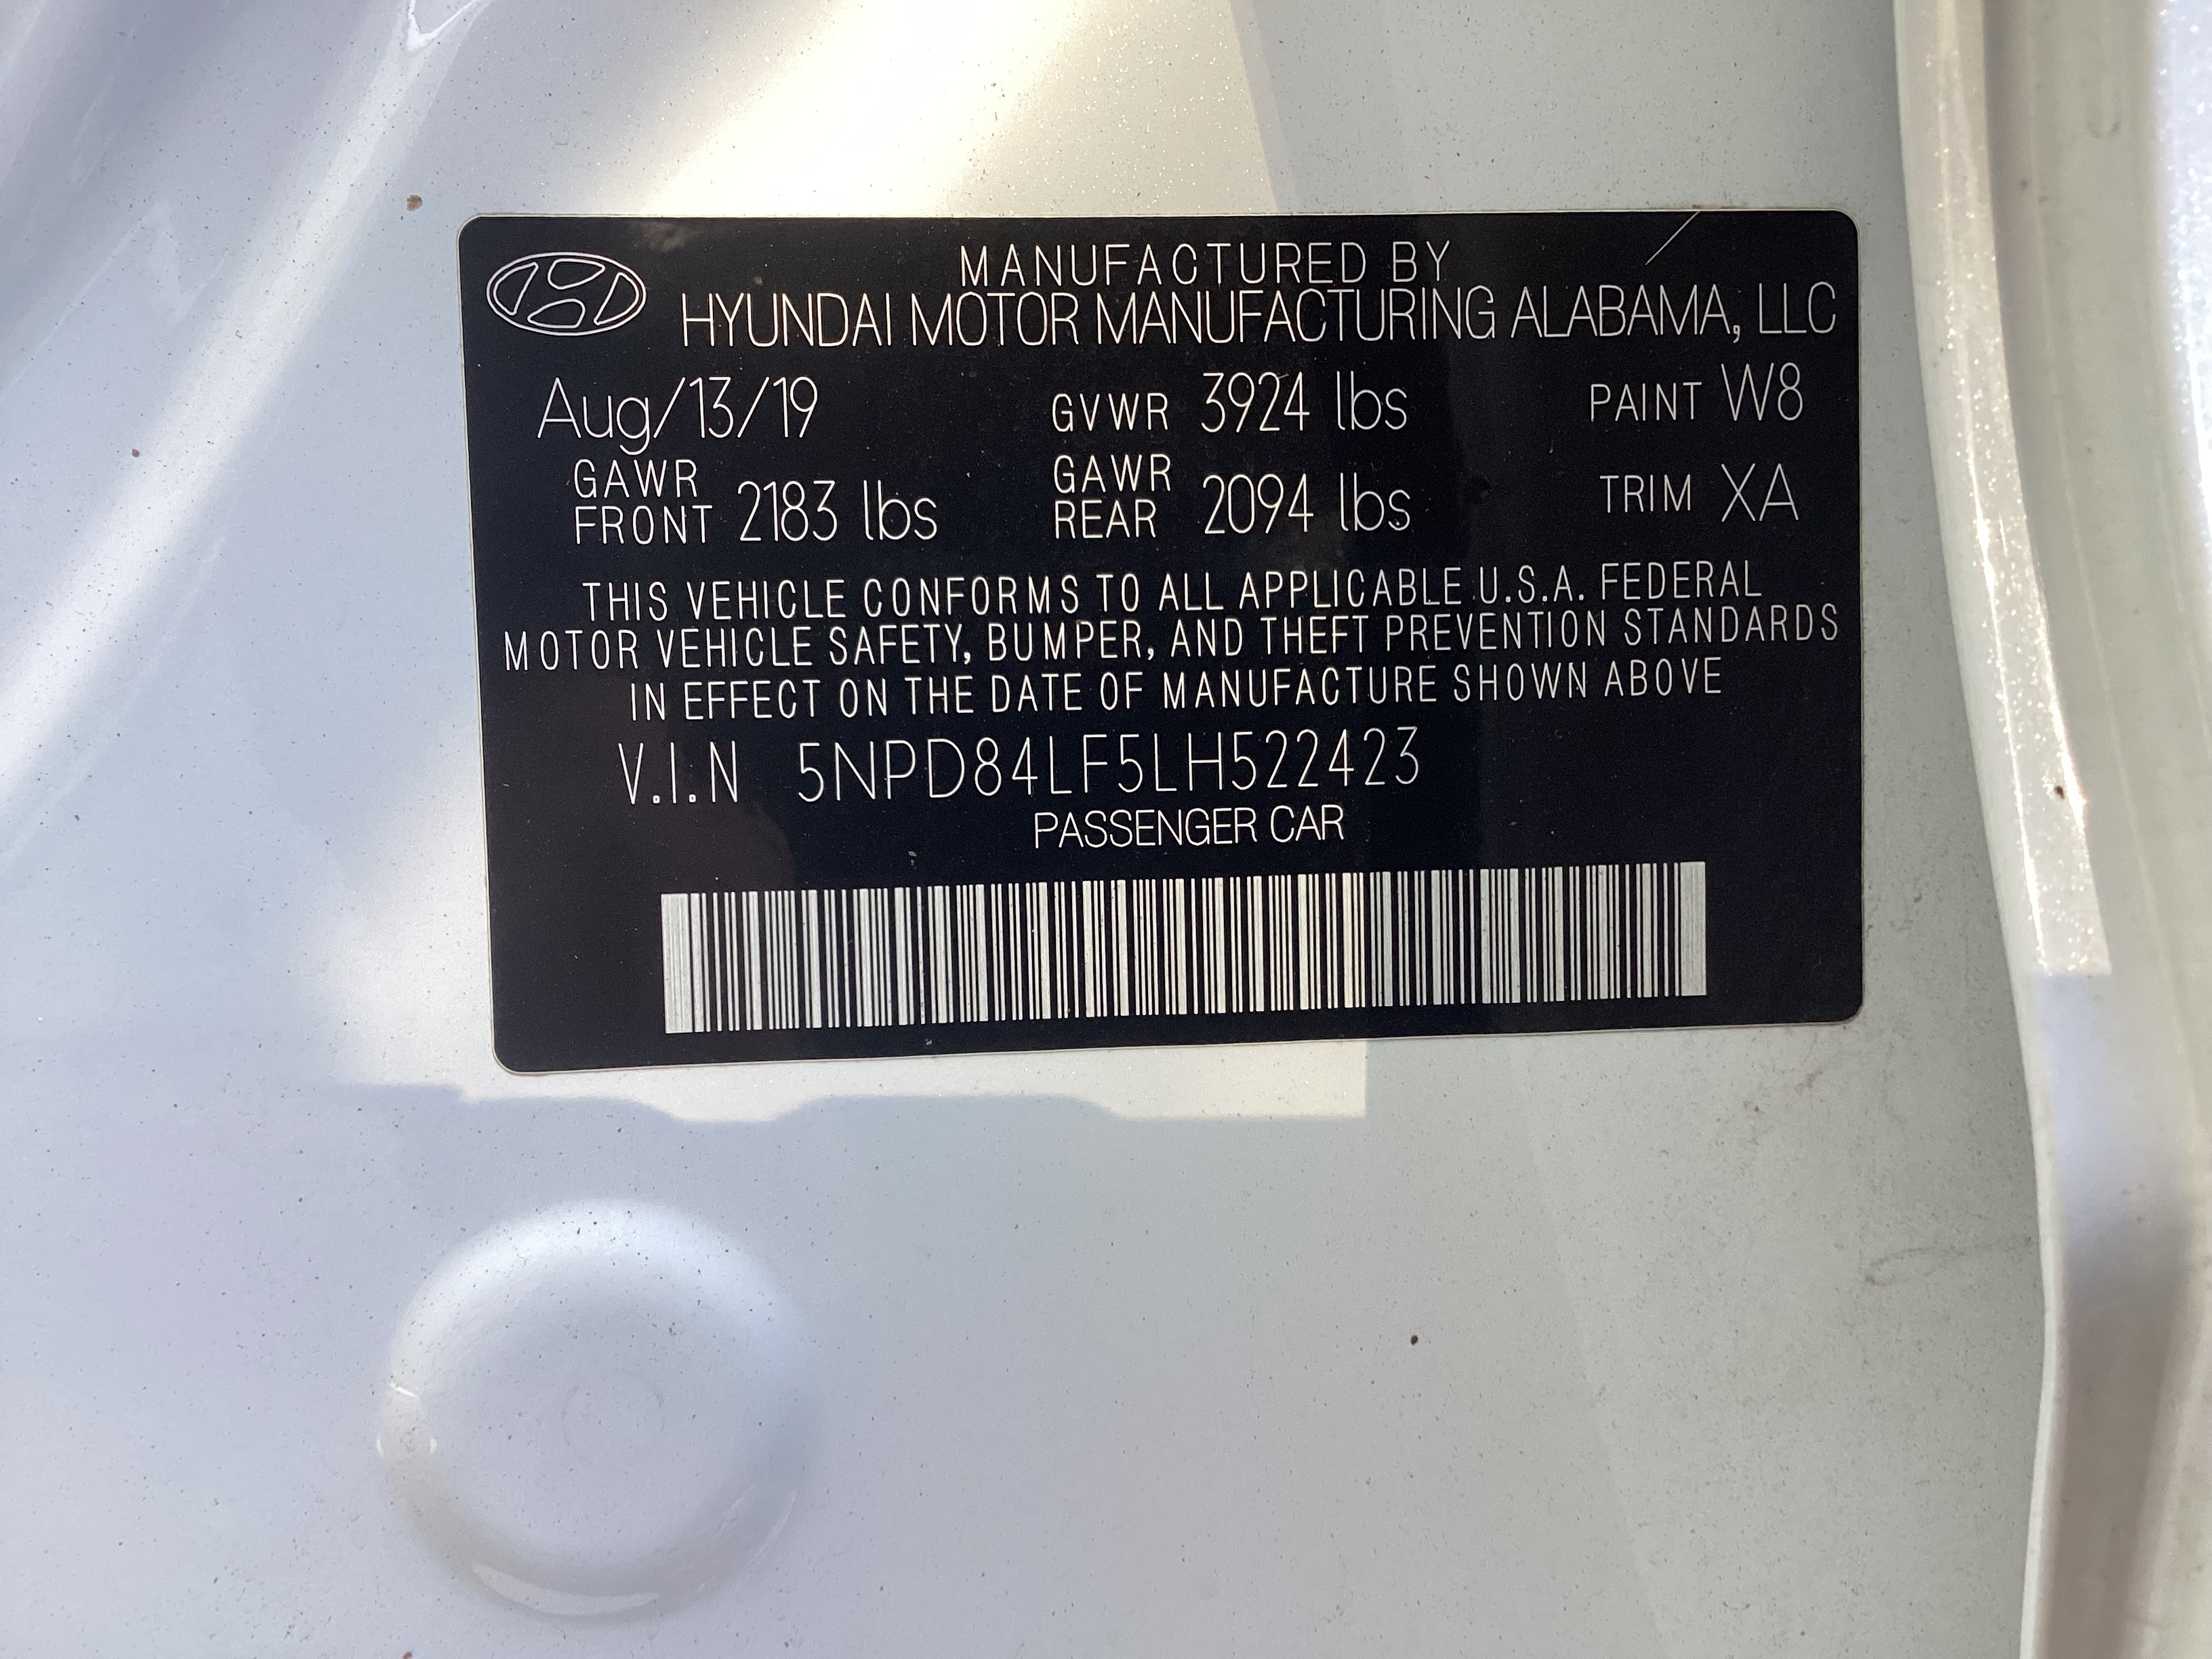 MANUFACTURED BY
HYUNDAI MOTOR MANUFACTURING ALABAMA, LLC
Aug/13/19 GVWR 3924 lbs PAINT W8
GAWR FRONT 2183 lbs GAWR REAR 2094 lbs TRIM XA
THIS VEHICLE CONFORMS TO ALL APPLICABLE U.S.A. FEDERAL
MOTOR VEHICLE SAFETY, BUMPER, AND THEFT PREVENTION STANDARDS
IN EFFECT ON THE DATE OF MANUFACTURE SHOWN ABOVE
V.I.N 5NPD84LF5LH522423
PASSENGER CAR